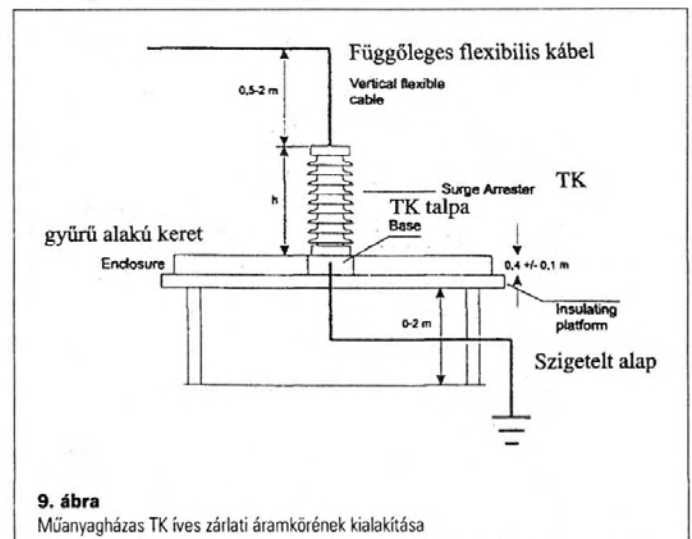 Függőleges flexibilis kábel
Vertical flexible
cable
0,5-2 m
h
Surge Arrester
TK
TK talpa
Base
gyűrű alakú keret
Enclosure
0,4 +/- 0,1 m
Insulating
platform
0-2 m
Szigetelt alap
9. ábra
Műanyagházas TK íves zárlati áramkörének kialakítása